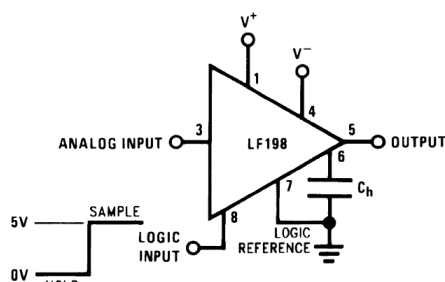 V+
V−
1
4
ANALOG INPUT
3
LF198
5
OUTPUT
6
7
Ch
8
5V
SAMPLE
LOGIC
INPUT
LOGIC
REFERENCE
0V